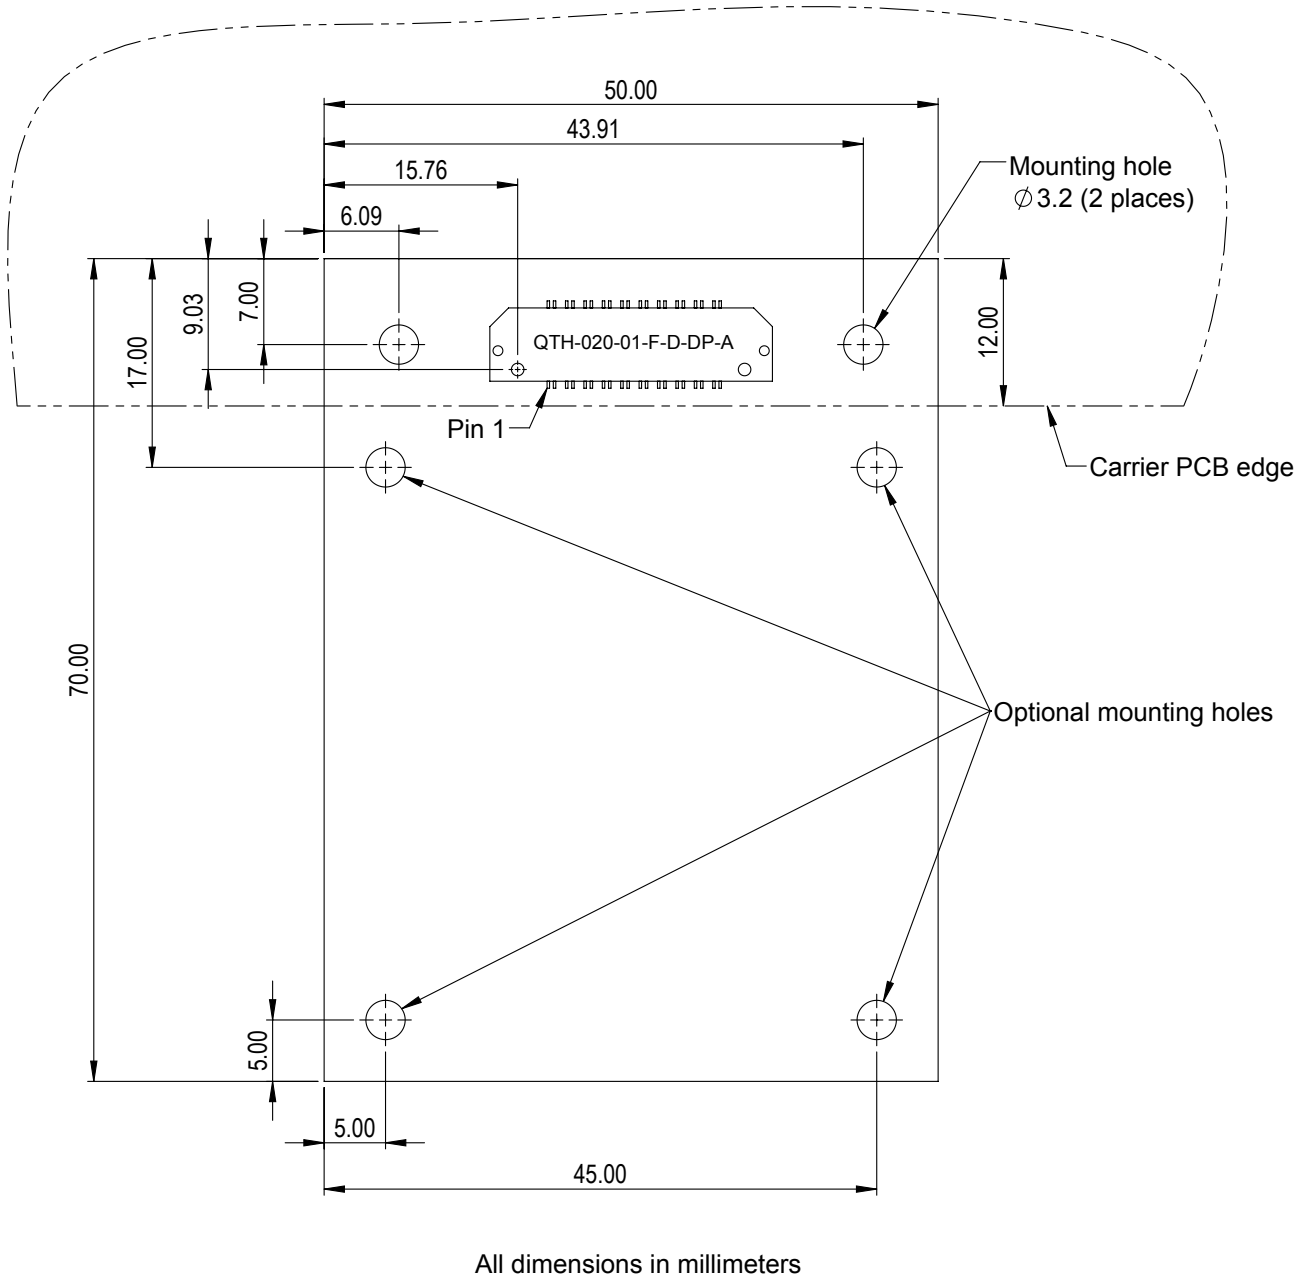 50.00
43.91
15.76
6.09
Mounting hole
∅ 3.2 (2 places)
9.03
7.00
17.00
12.00
QTH-020-01-F-D-DP-A
Pin 1
Carrier PCB edge
70.00
Optional mounting holes
5.00
5.00
45.00
All dimensions in millimeters